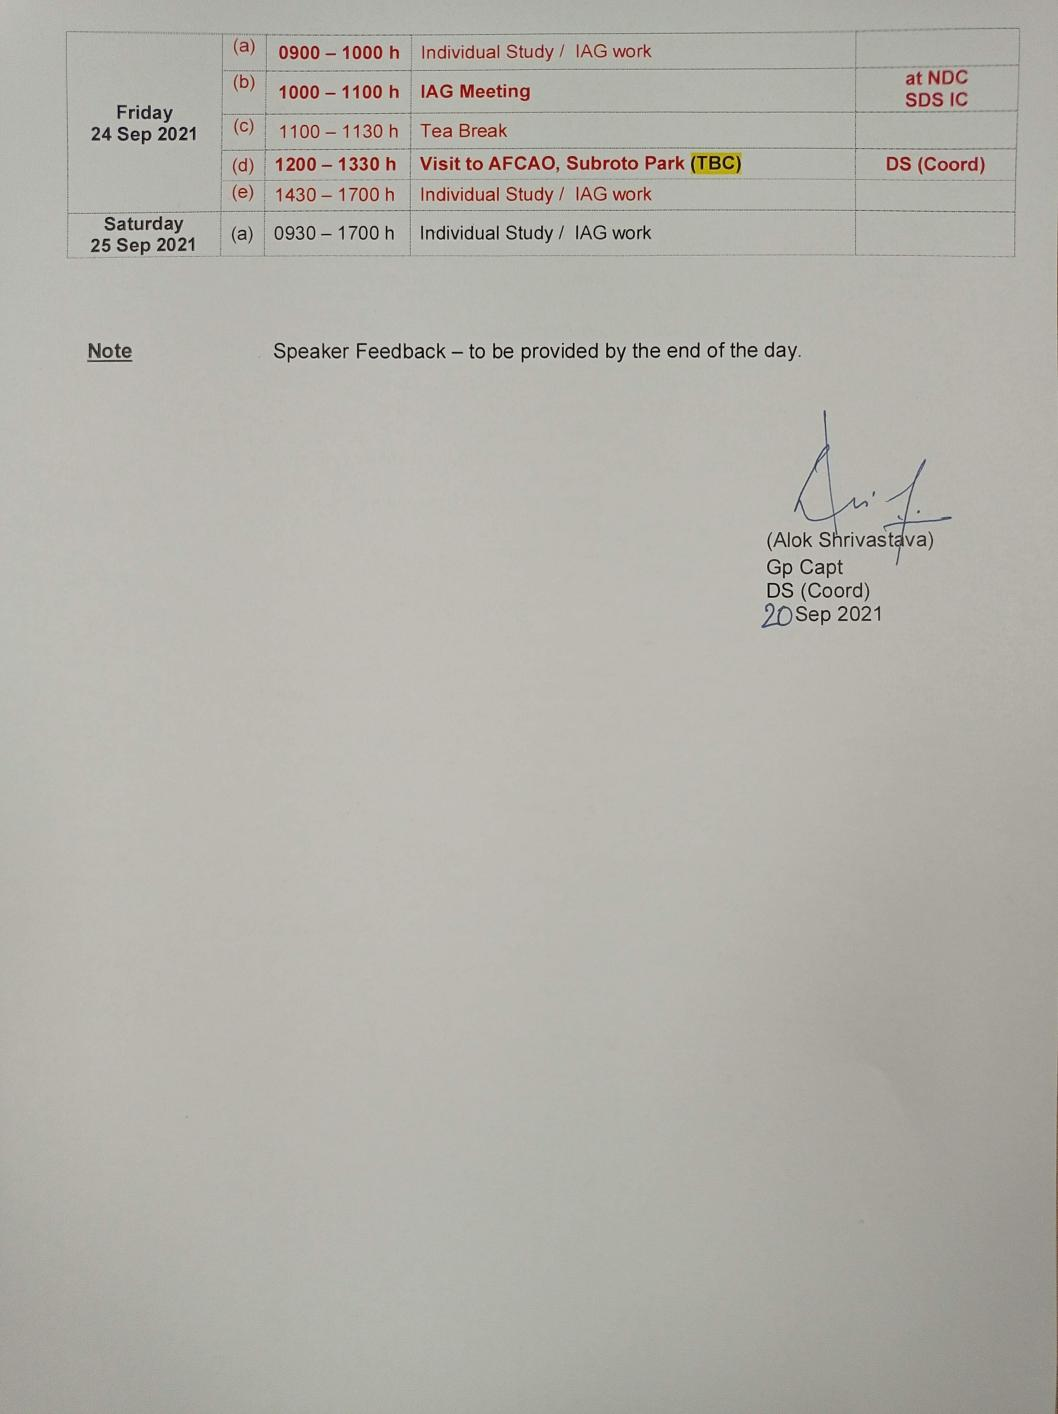 (a) 0900 – 1000 h Individual Study / IAG work
(b) 1000 – 1100 h IAG Meeting at NDC
SDS IC
Friday
24 Sep 2021
(c) 1100 – 1130 h Tea Break
(d) 1200 – 1330 h Visit to AFCAO, Subroto Park (TBC) DS (Coord)
(e) 1430 – 1700 h Individual Study / IAG work
Saturday
25 Sep 2021
(a) 0930 – 1700 h Individual Study / IAG work
Note Speaker Feedback – to be provided by the end of the day.
(Alok Shrivastava)
Gp Capt
DS (Coord)
20 Sep 2021